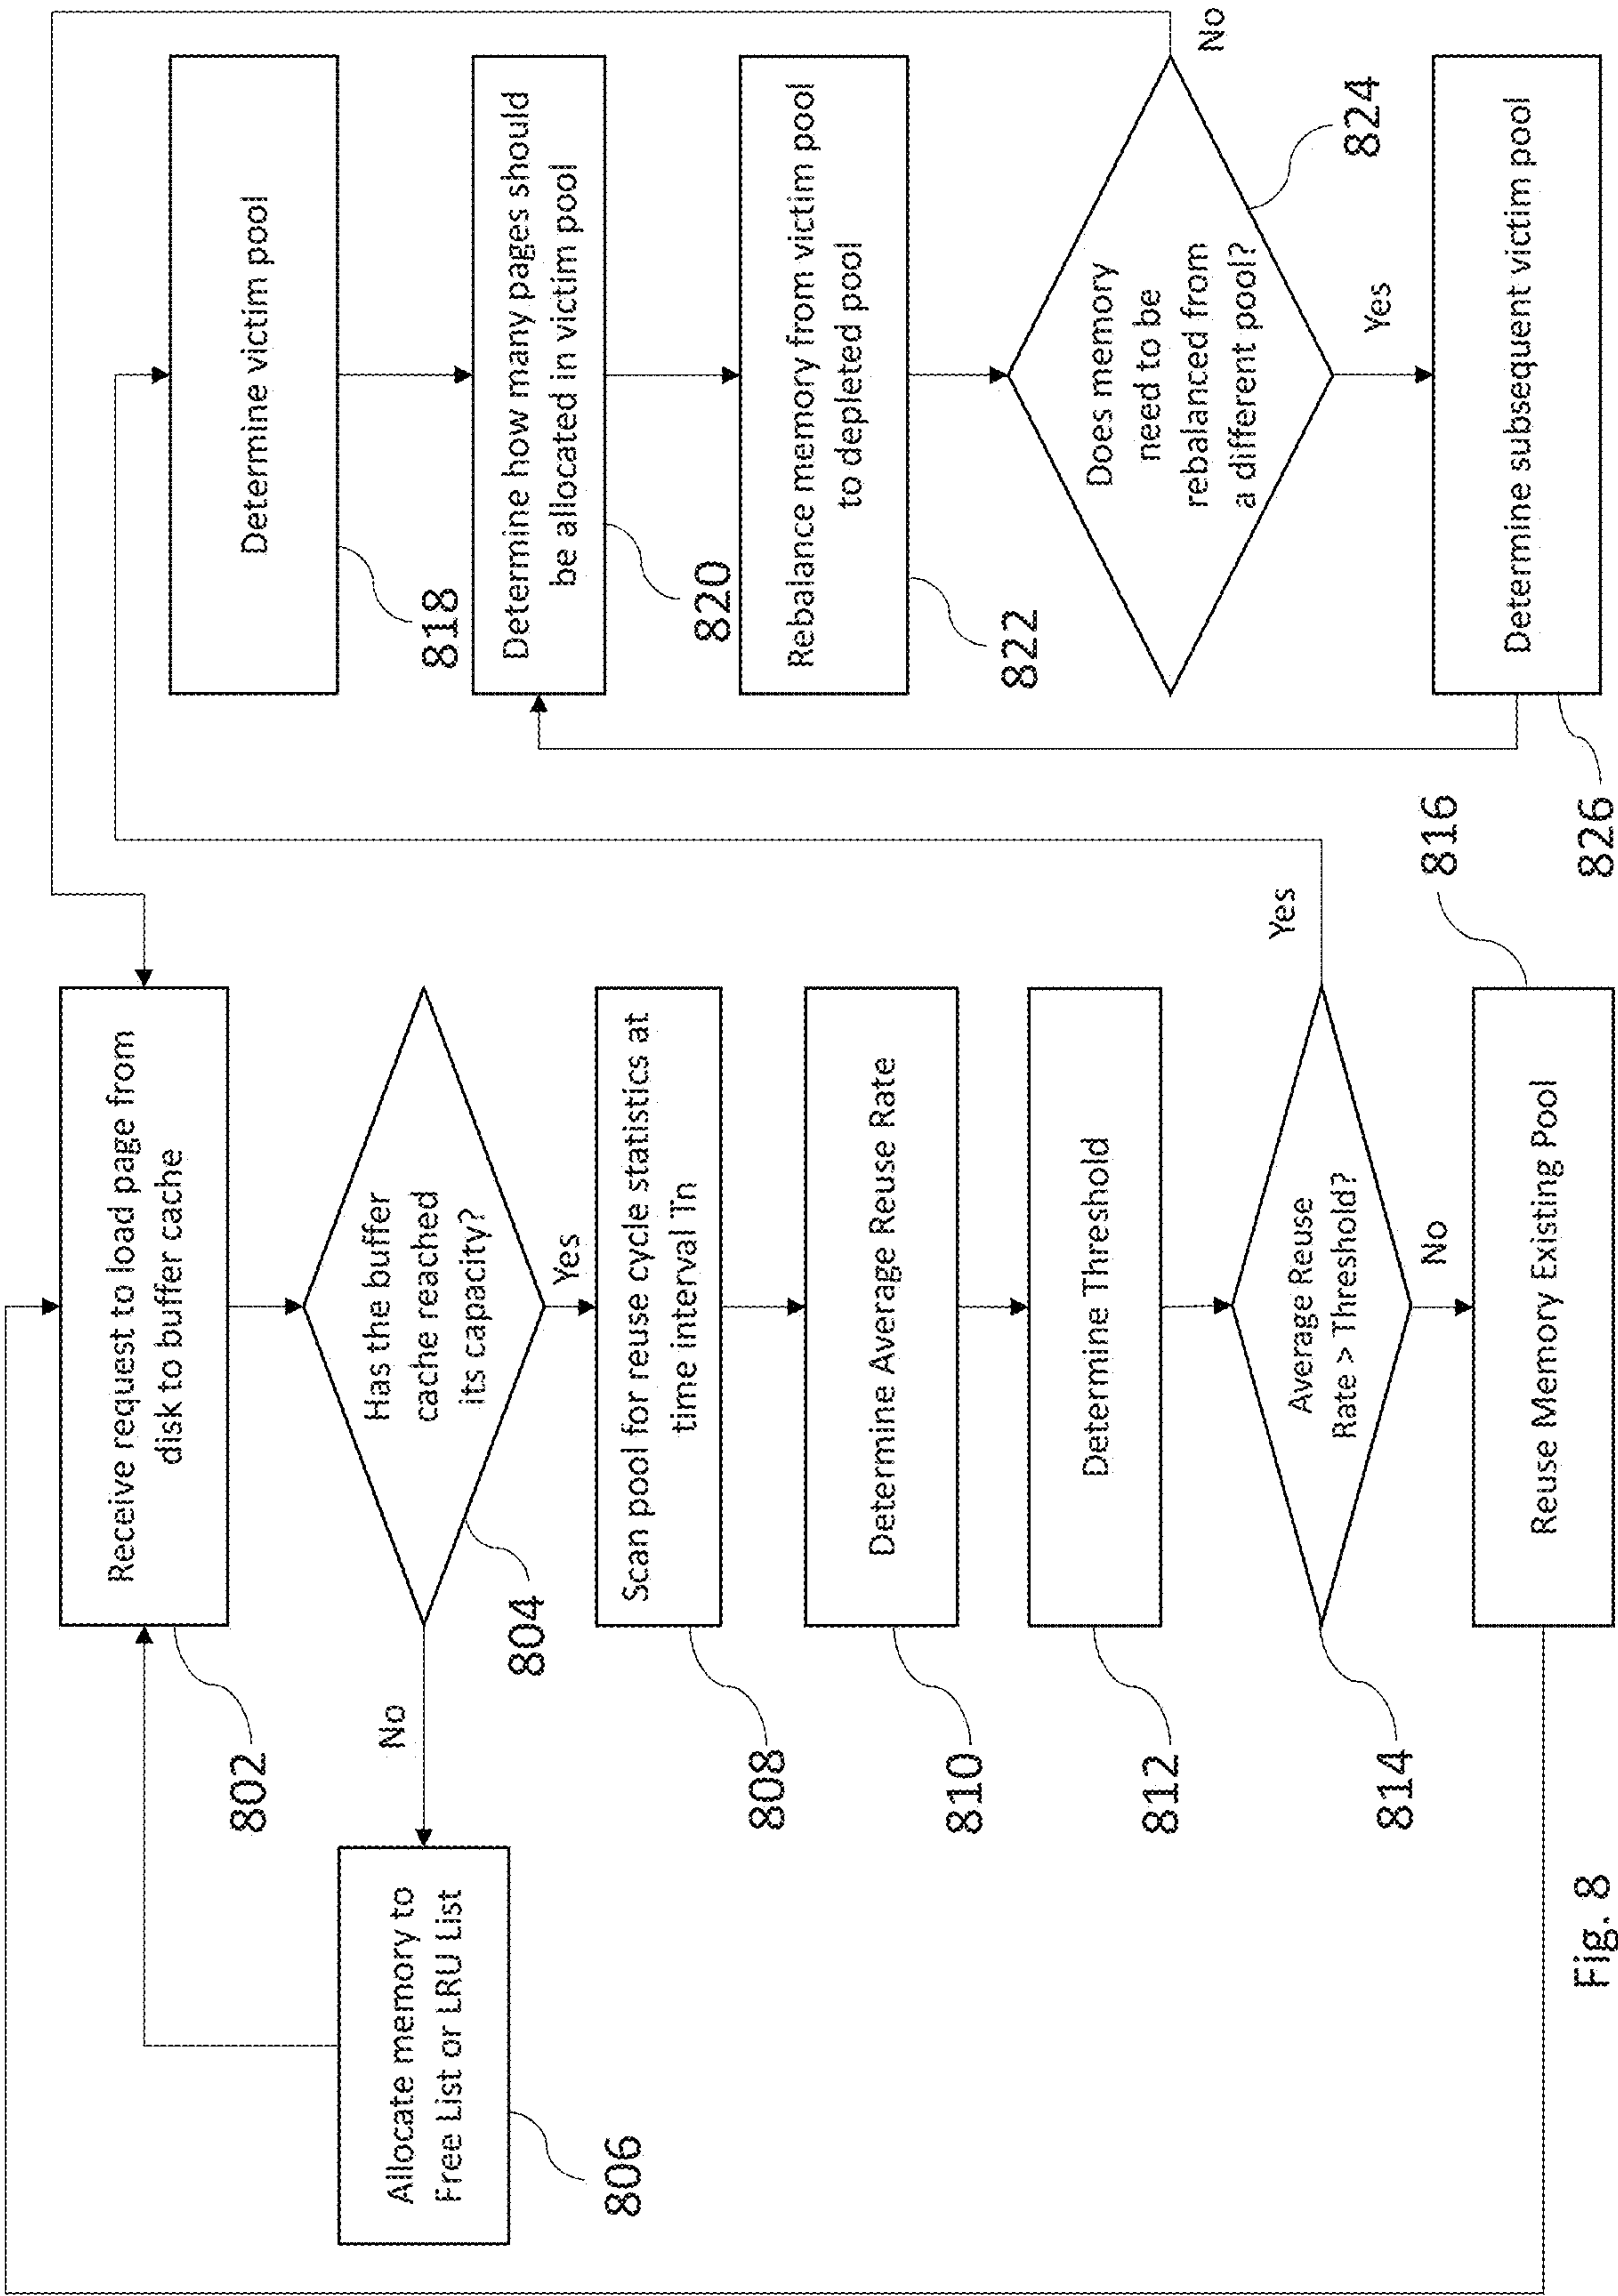 Receive request to load page from
disk to buffer cache
802
Has the buffer
cache reached
its capacity?
804
No
Allocate memory to
Free List or LRU List
806
Yes
Scan pool for reuse cycle statistics at
time interval Tn
808
Determine Average Reuse Rate
810
Determine Threshold
812
Average Reuse
Rate > Threshold?
814
Yes
No
Reuse Memory Existing Pool
816
Determine victim pool
818
Determine how many pages should
be allocated in victim pool
820
Rebalance memory from victim pool
to depleted pool
822
Does memory
need to be
rebalanced from
a different pool?
824
No
Yes
Determine subsequent victim pool
826
Fig. 8